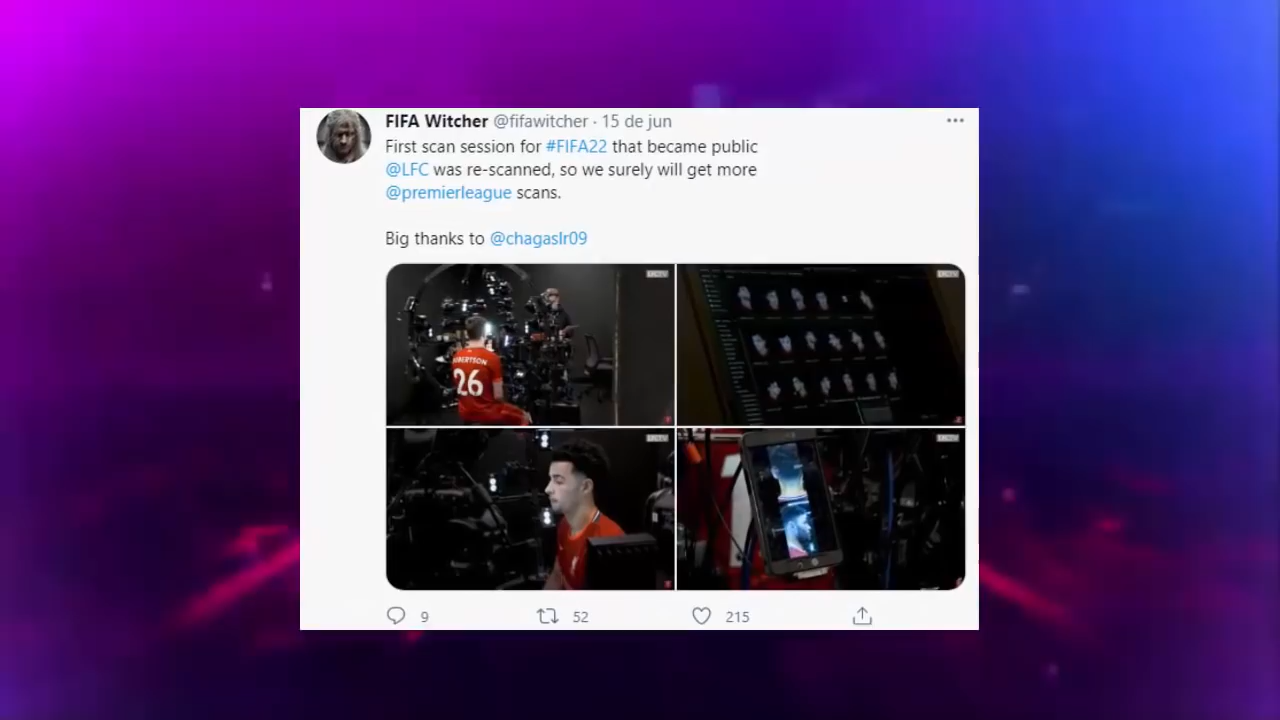 FIFA Witcher @fifawitcher · 15 de jun
First scan session for #FIFA22 that became public
@LFC was re-scanned, so we surely will get more
@premierleague scans.
Big thanks to @chagaslr09
ROBERTSON
26
9 52 215